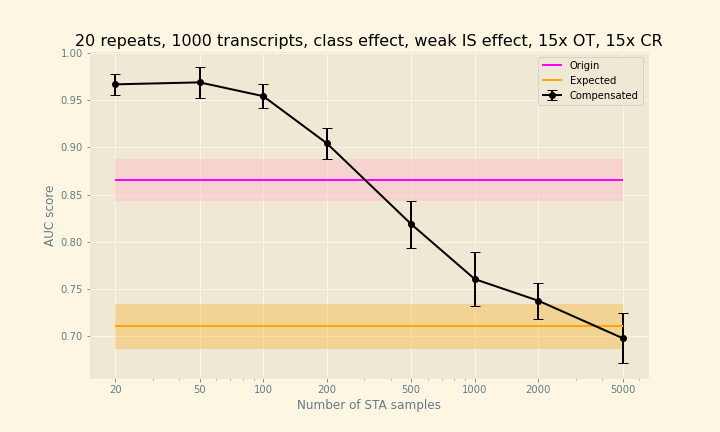 20 repeats, 1000 transcripts, class effect, weak IS effect, 15x OT, 15x CR
Origin
Expected
Compensated
1.00
0.95
0.90
0.85
0.80
0.75
0.70
AUC score
20 50 100 200 500 1000 2000 5000
Number of STA samples